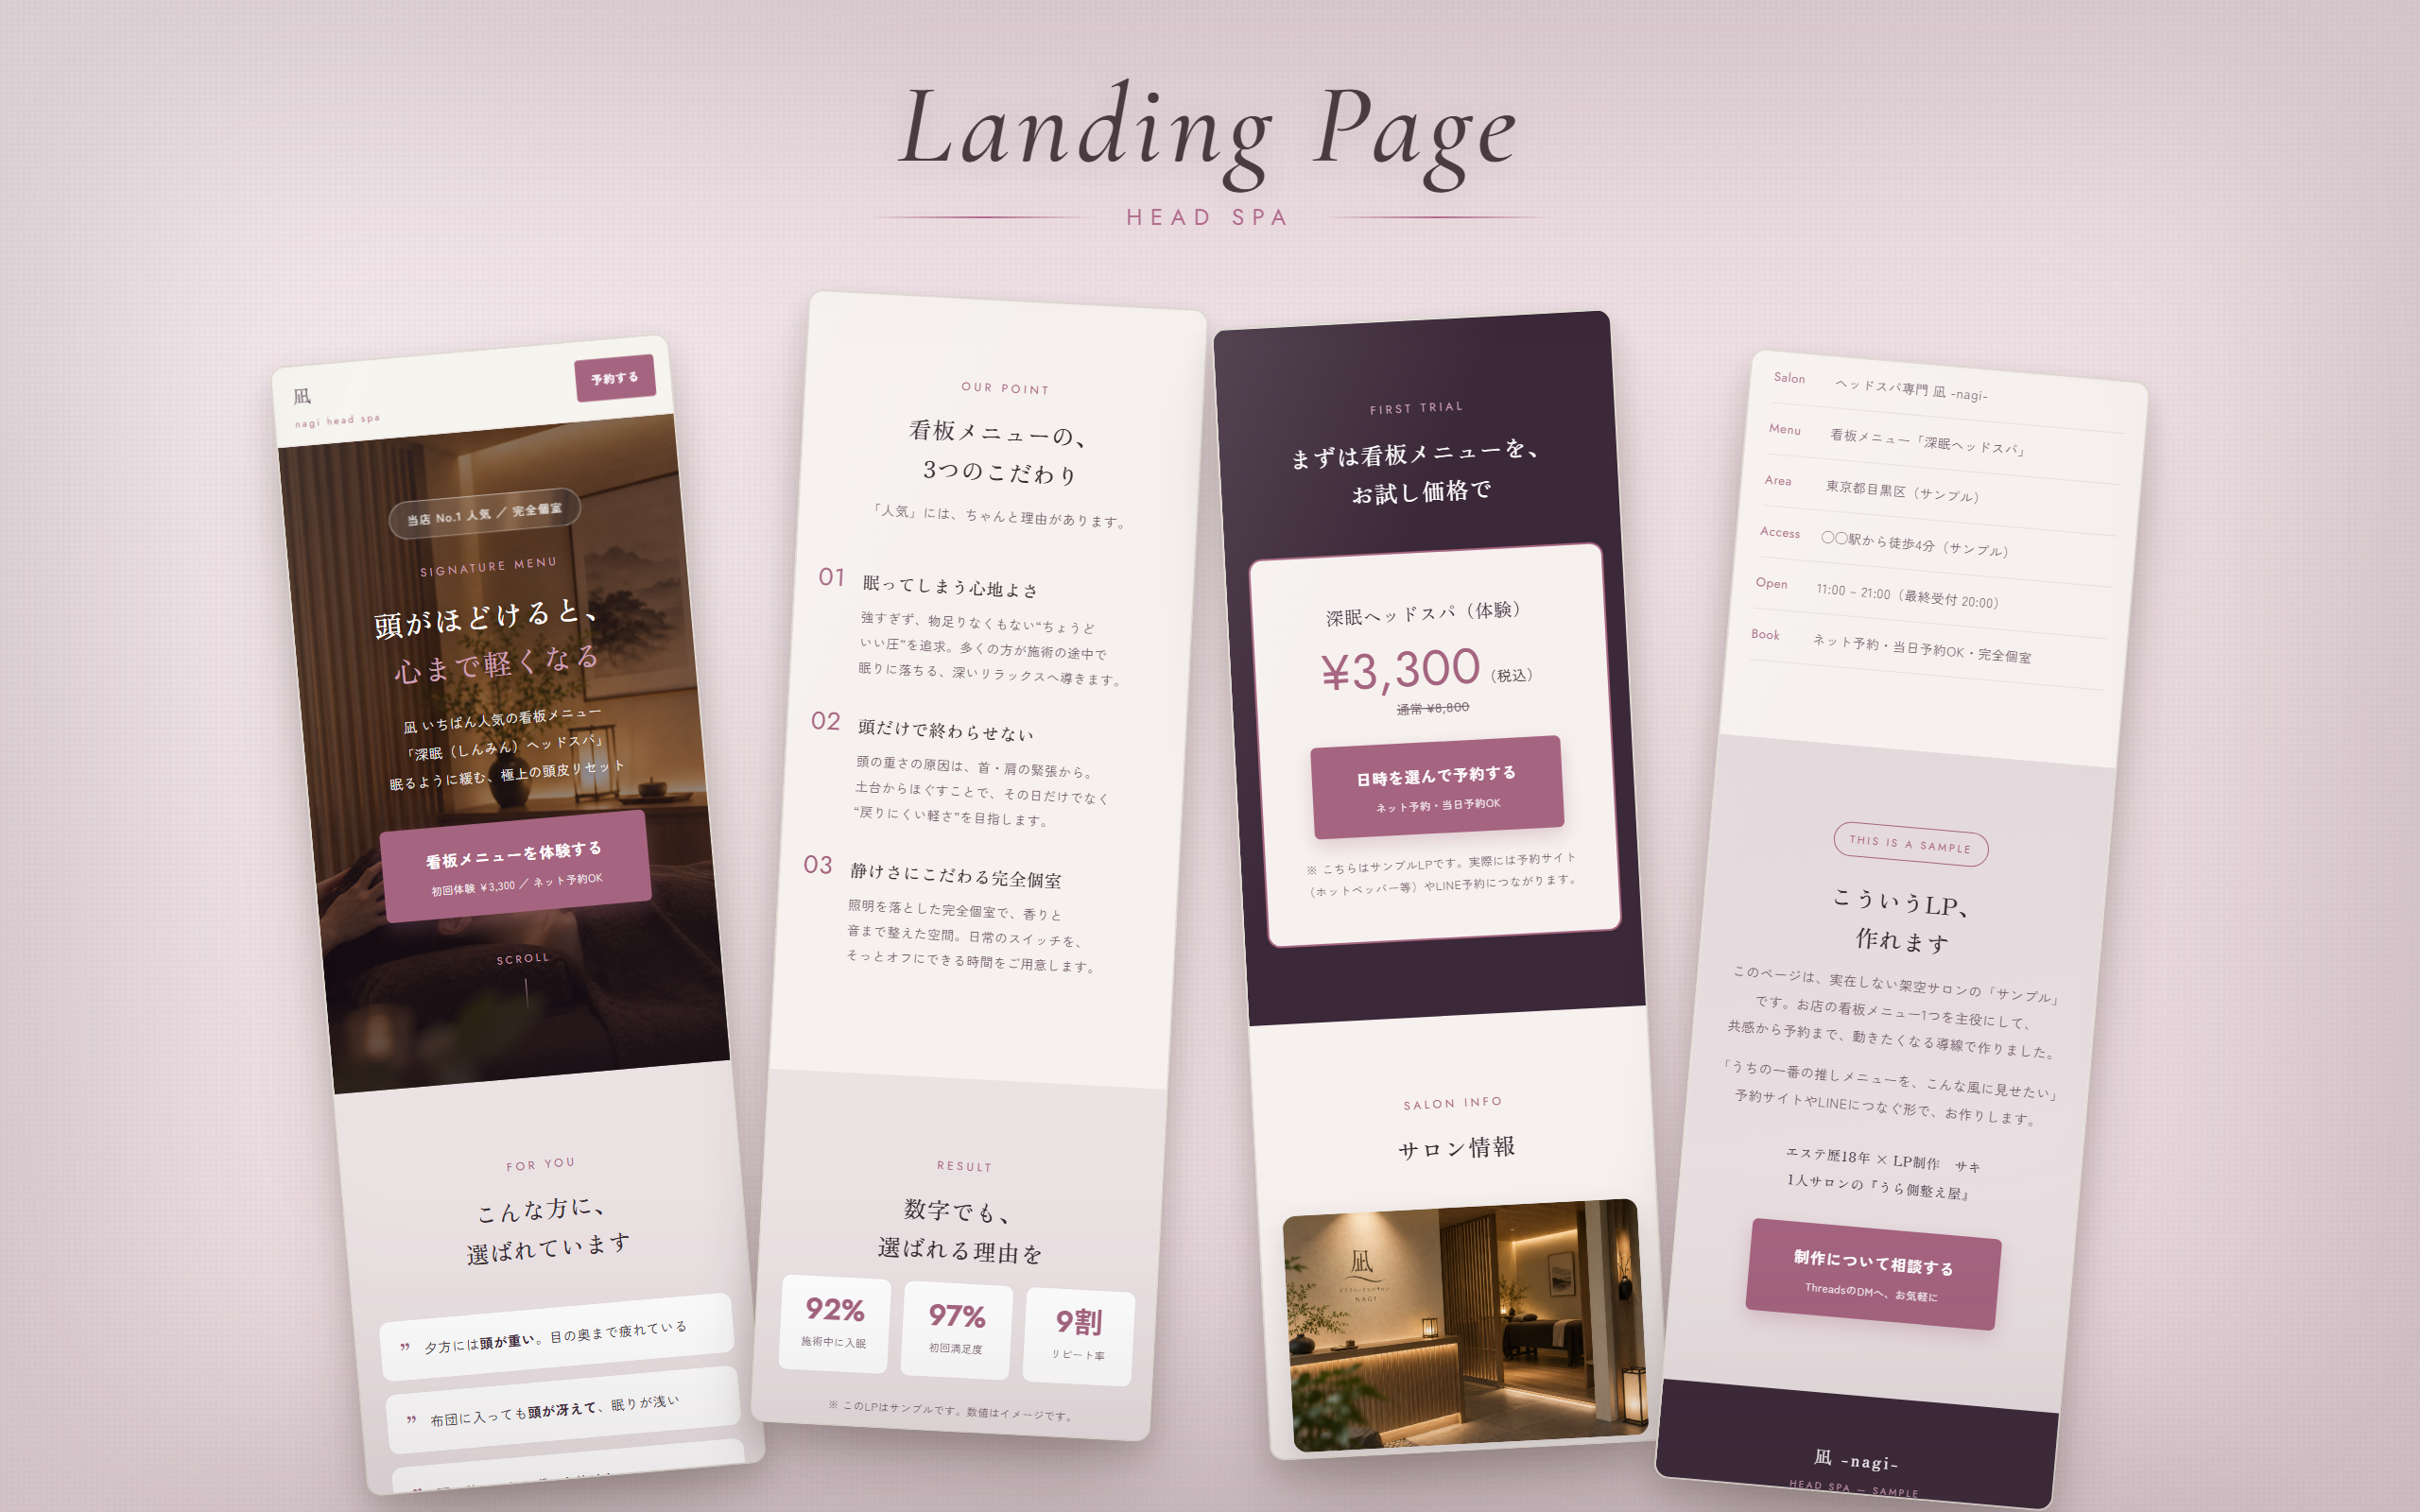 Landing Page
HEAD SPA
凪
nagi head spa
予約する
当店 No.1 人気 ／ 完全個室
SIGNATURE MENU
頭がほどけると、
心まで軽くなる
凪 いちばん人気の看板メニュー
「深眠（しんみん）ヘッドスパ」
眠るように緩む、極上の頭皮リセット
看板メニューを体験する
初回体験 ¥3,300 ／ ネット予約OK
SCROLL
FOR YOU
こんな方に、
選ばれています
” 夕方には頭が重い。目の奥まで疲れている
” 布団に入っても頭が冴えて、眠りが浅い
OUR POINT
看板メニューの、
3つのこだわり
「人気」には、ちゃんと理由があります。
01 眠ってしまう心地よさ
強すぎず、物足りなくもない“ちょうど
いい圧”を追求。多くの方が施術の途中で
眠りに落ちる、深いリラックスへ導きます。
02 頭だけで終わらせない
頭の重さの原因は、首・肩の緊張から。
土台からほぐすことで、その日だけでなく
“戻りにくい軽さ”を目指します。
03 静けさにこだわる完全個室
照明を落とした完全個室で、香りと
音まで整えた空間。日常のスイッチを、
そっとオフにできる時間をご用意します。
RESULT
数字でも、
選ばれる理由を
92%
施術中に入眠
97%
初回満足度
9割
リピート率
※ このLPはサンプルです。数値はイメージです。
FIRST TRIAL
まずは看板メニューを、
お試し価格で
深眠ヘッドスパ（体験）
¥3,300（税込）
通常 ¥8,800
日時を選んで予約する
ネット予約・当日予約OK
※ こちらはサンプルLPです。実際には予約サイト
（ホットペッパー等）やLINE予約につながります。
SALON INFO
サロン情報
凪
NAGI
Salon ヘッドスパ専門 凪 -nagi-
Menu 看板メニュー「深眠ヘッドスパ」
Area 東京都目黒区（サンプル）
Access 〇〇駅から徒歩4分（サンプル）
Open 11:00 – 21:00（最終受付 20:00）
Book ネット予約・当日予約OK・完全個室
THIS IS A SAMPLE
こういうLP、
作れます
このページは、実在しない架空サロンの「サンプル」
です。お店の看板メニュー1つを主役にして、
共感から予約まで、動きたくなる導線で作りました。
「うちの一番の推しメニューを、こんな風に見せたい」
予約サイトやLINEにつなぐ形で、お作りします。
エステ歴18年 × LP制作　サキ
1人サロンの『うら側整え屋』
制作について相談する
ThreadsのDMへ、お気軽に
凪 -nagi-
HEAD SPA — SAMPLE